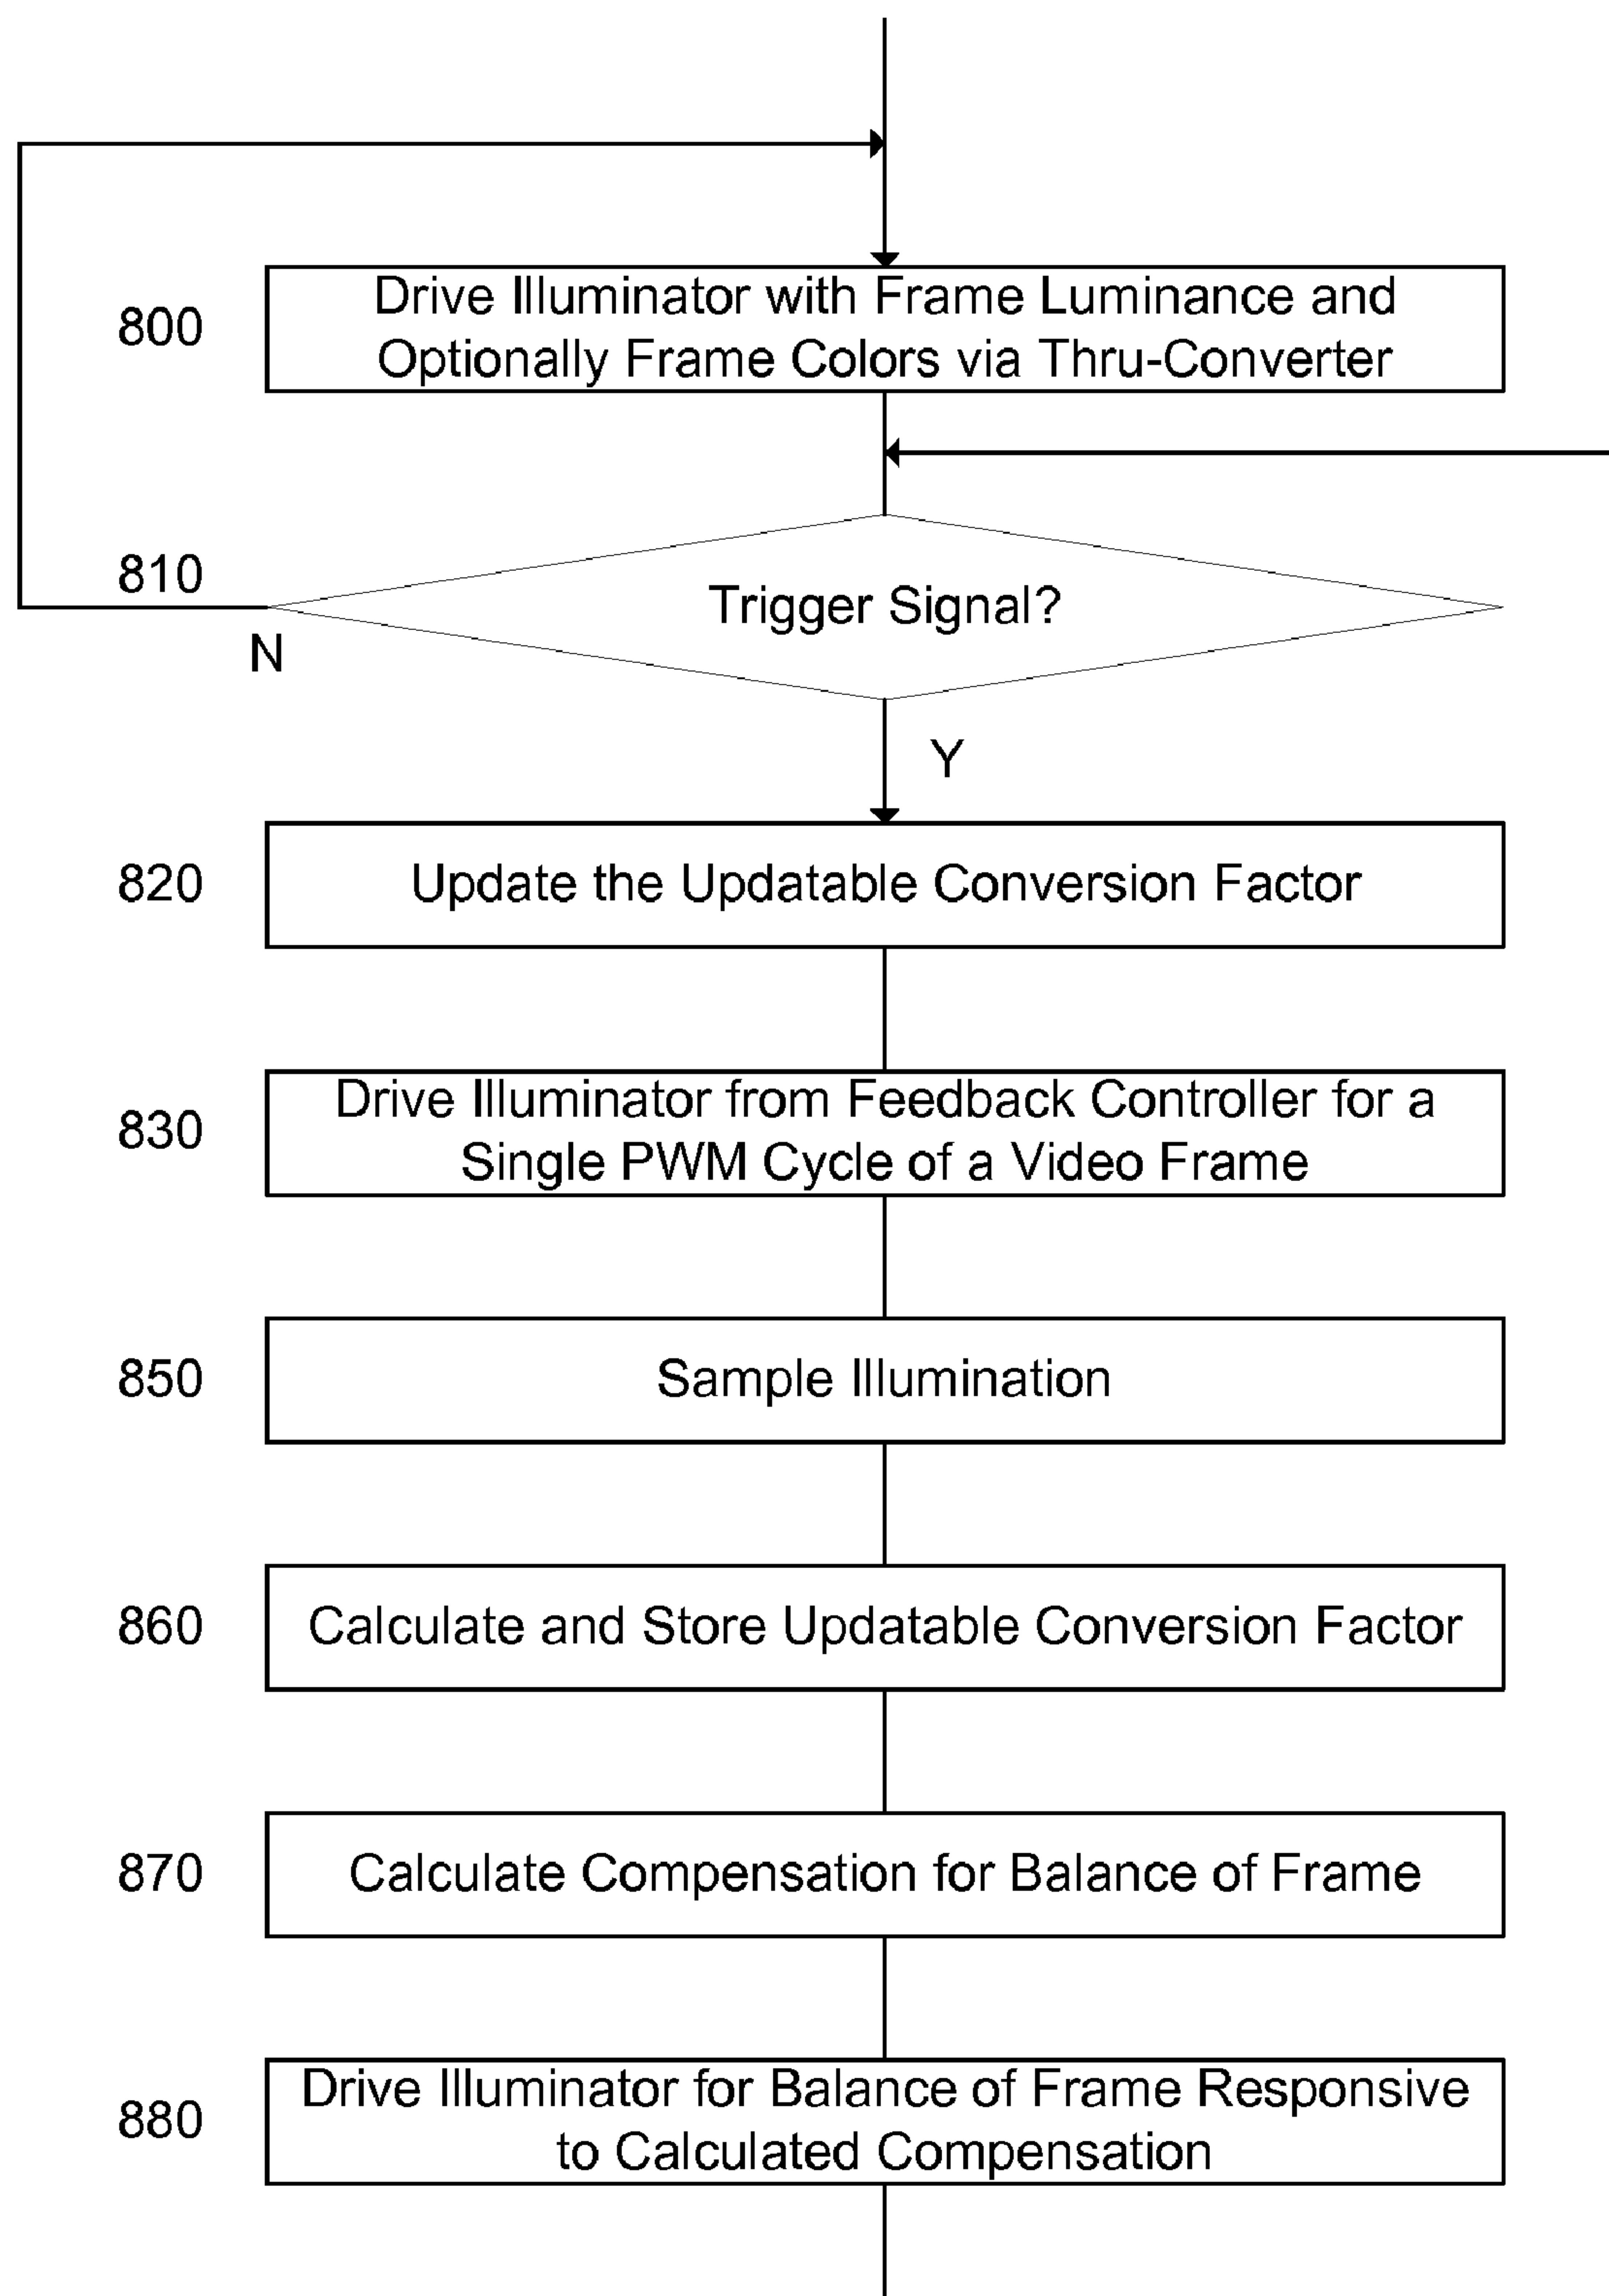 800
Drive Illuminator with Frame Luminance and
Optionally Frame Colors via Thru-Converter
810
Trigger Signal?
N
Y
820
Update the Updatable Conversion Factor
830
Drive Illuminator from Feedback Controller for a
Single PWM Cycle of a Video Frame
850
Sample Illumination
860
Calculate and Store Updatable Conversion Factor
870
Calculate Compensation for Balance of Frame
880
Drive Illuminator for Balance of Frame Responsive
to Calculated Compensation